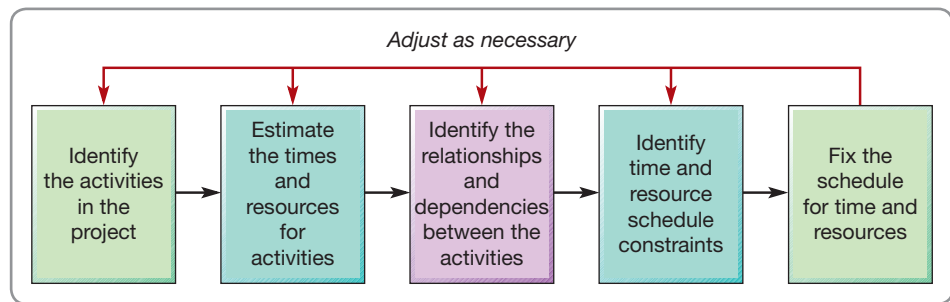 Adjust as necessary
Identify
the activities
in the
project
Estimate
the times
and
resources
for
activities
Identify the
relationships
and
dependencies
between the
activities
Identify
time and
resource
schedule
constraints
Fix the
schedule
for time and
resources